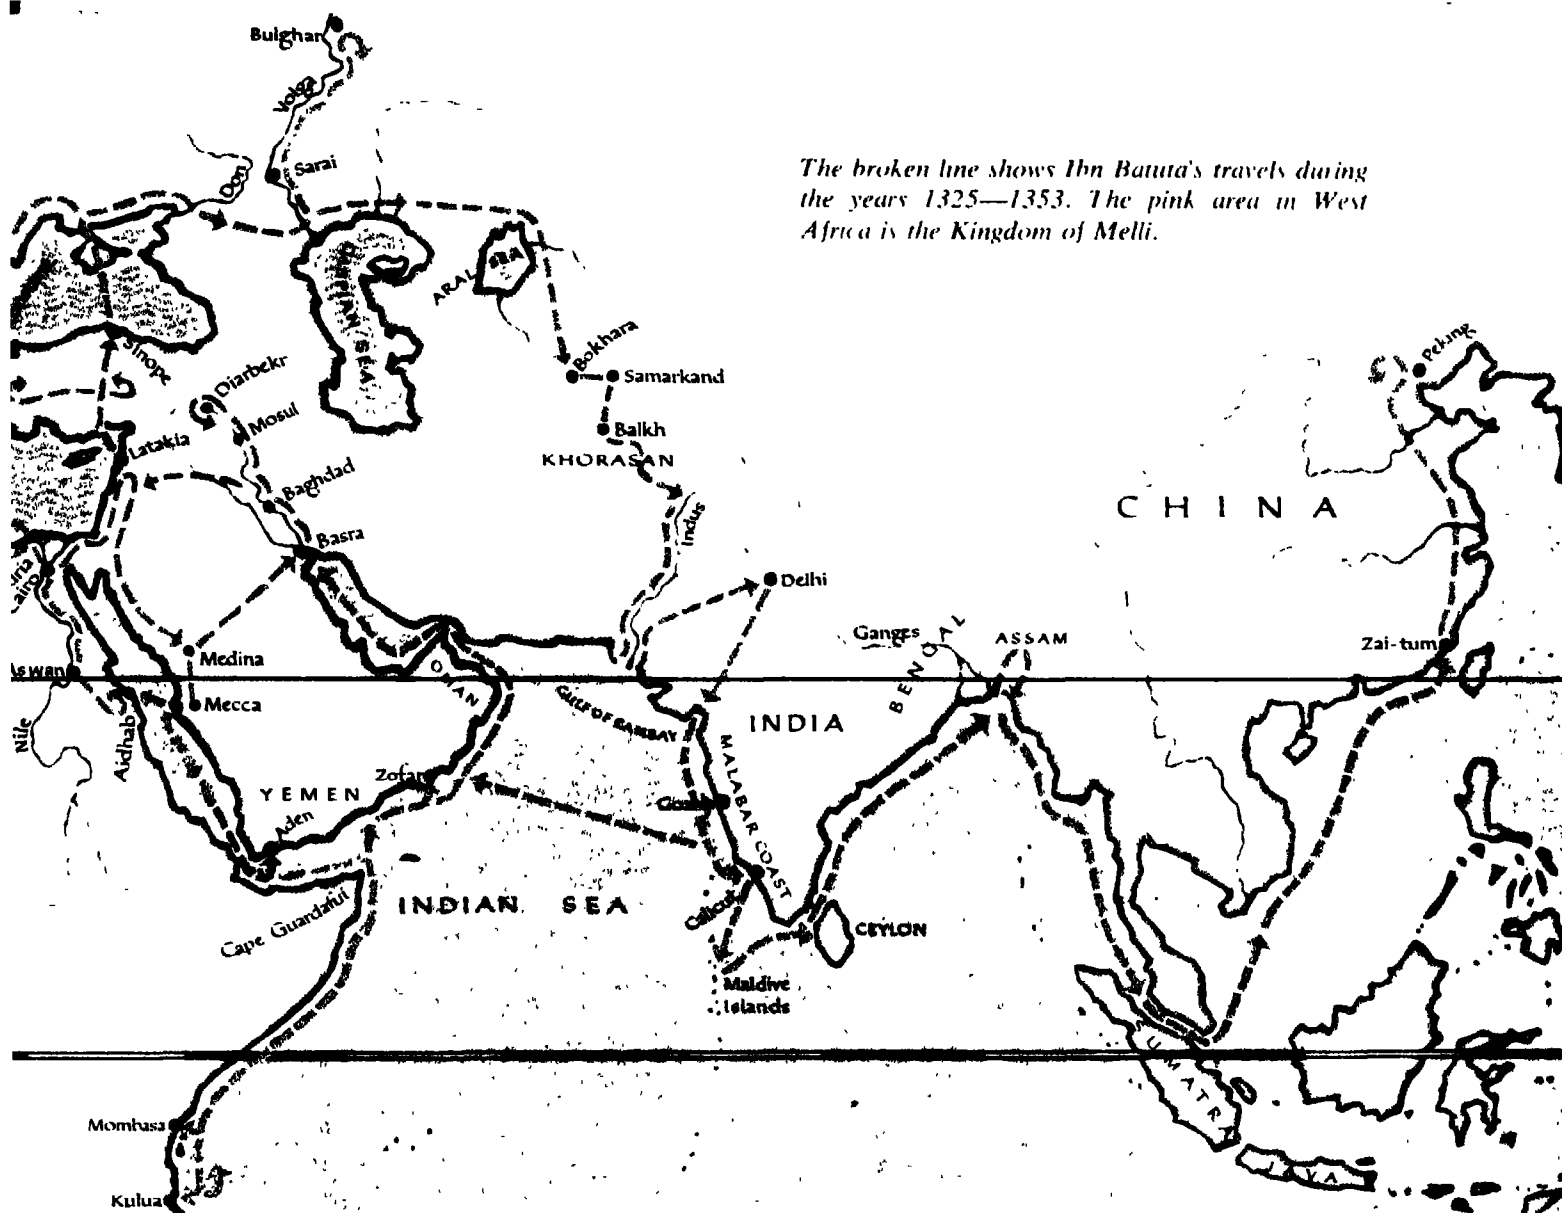 Bulghar
Volga
Sarai
Don
The broken line shows Ibn Batuta's travels during
the years 1325—1353. The pink area in West
Africa is the Kingdom of Melli.
CASPIAN SEA
ARAL SEA
Sinope
Bokhara
Samarkand
Peking
Diarbekr
Mosul
Balkh
Latakia
KHORASAN
Baghdad
CHINA
Basra
Indus
Delhi
Ganges
BENGAL
ASSAM
Zai-tum
Medina
Aswan
OMAN
Mecca
GULF OF CAMBAY
INDIA
Nile
Aidhab
Zofar
YEMEN
MALABAR COAST
Aden
INDIAN SEA
Calicut
Cape Guardafui
CEYLON
Maldive
Islands
SUMATRA
Mombasa
JAVA
Kulua